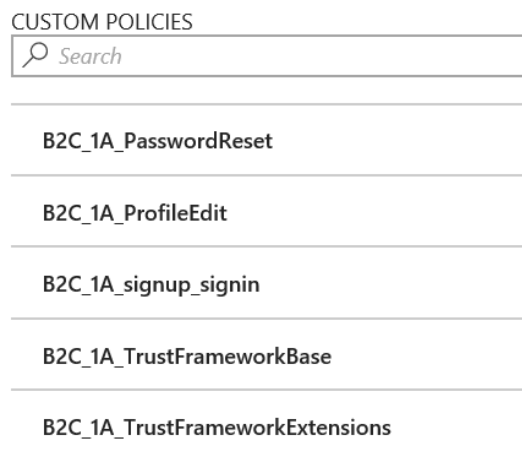 CUSTOM POLICIES
Search
B2C_1A_PasswordReset
B2C_1A_ProfileEdit
B2C_1A_signup_signin
B2C_1A_TrustFrameworkBase
B2C_1A_TrustFrameworkExtensions